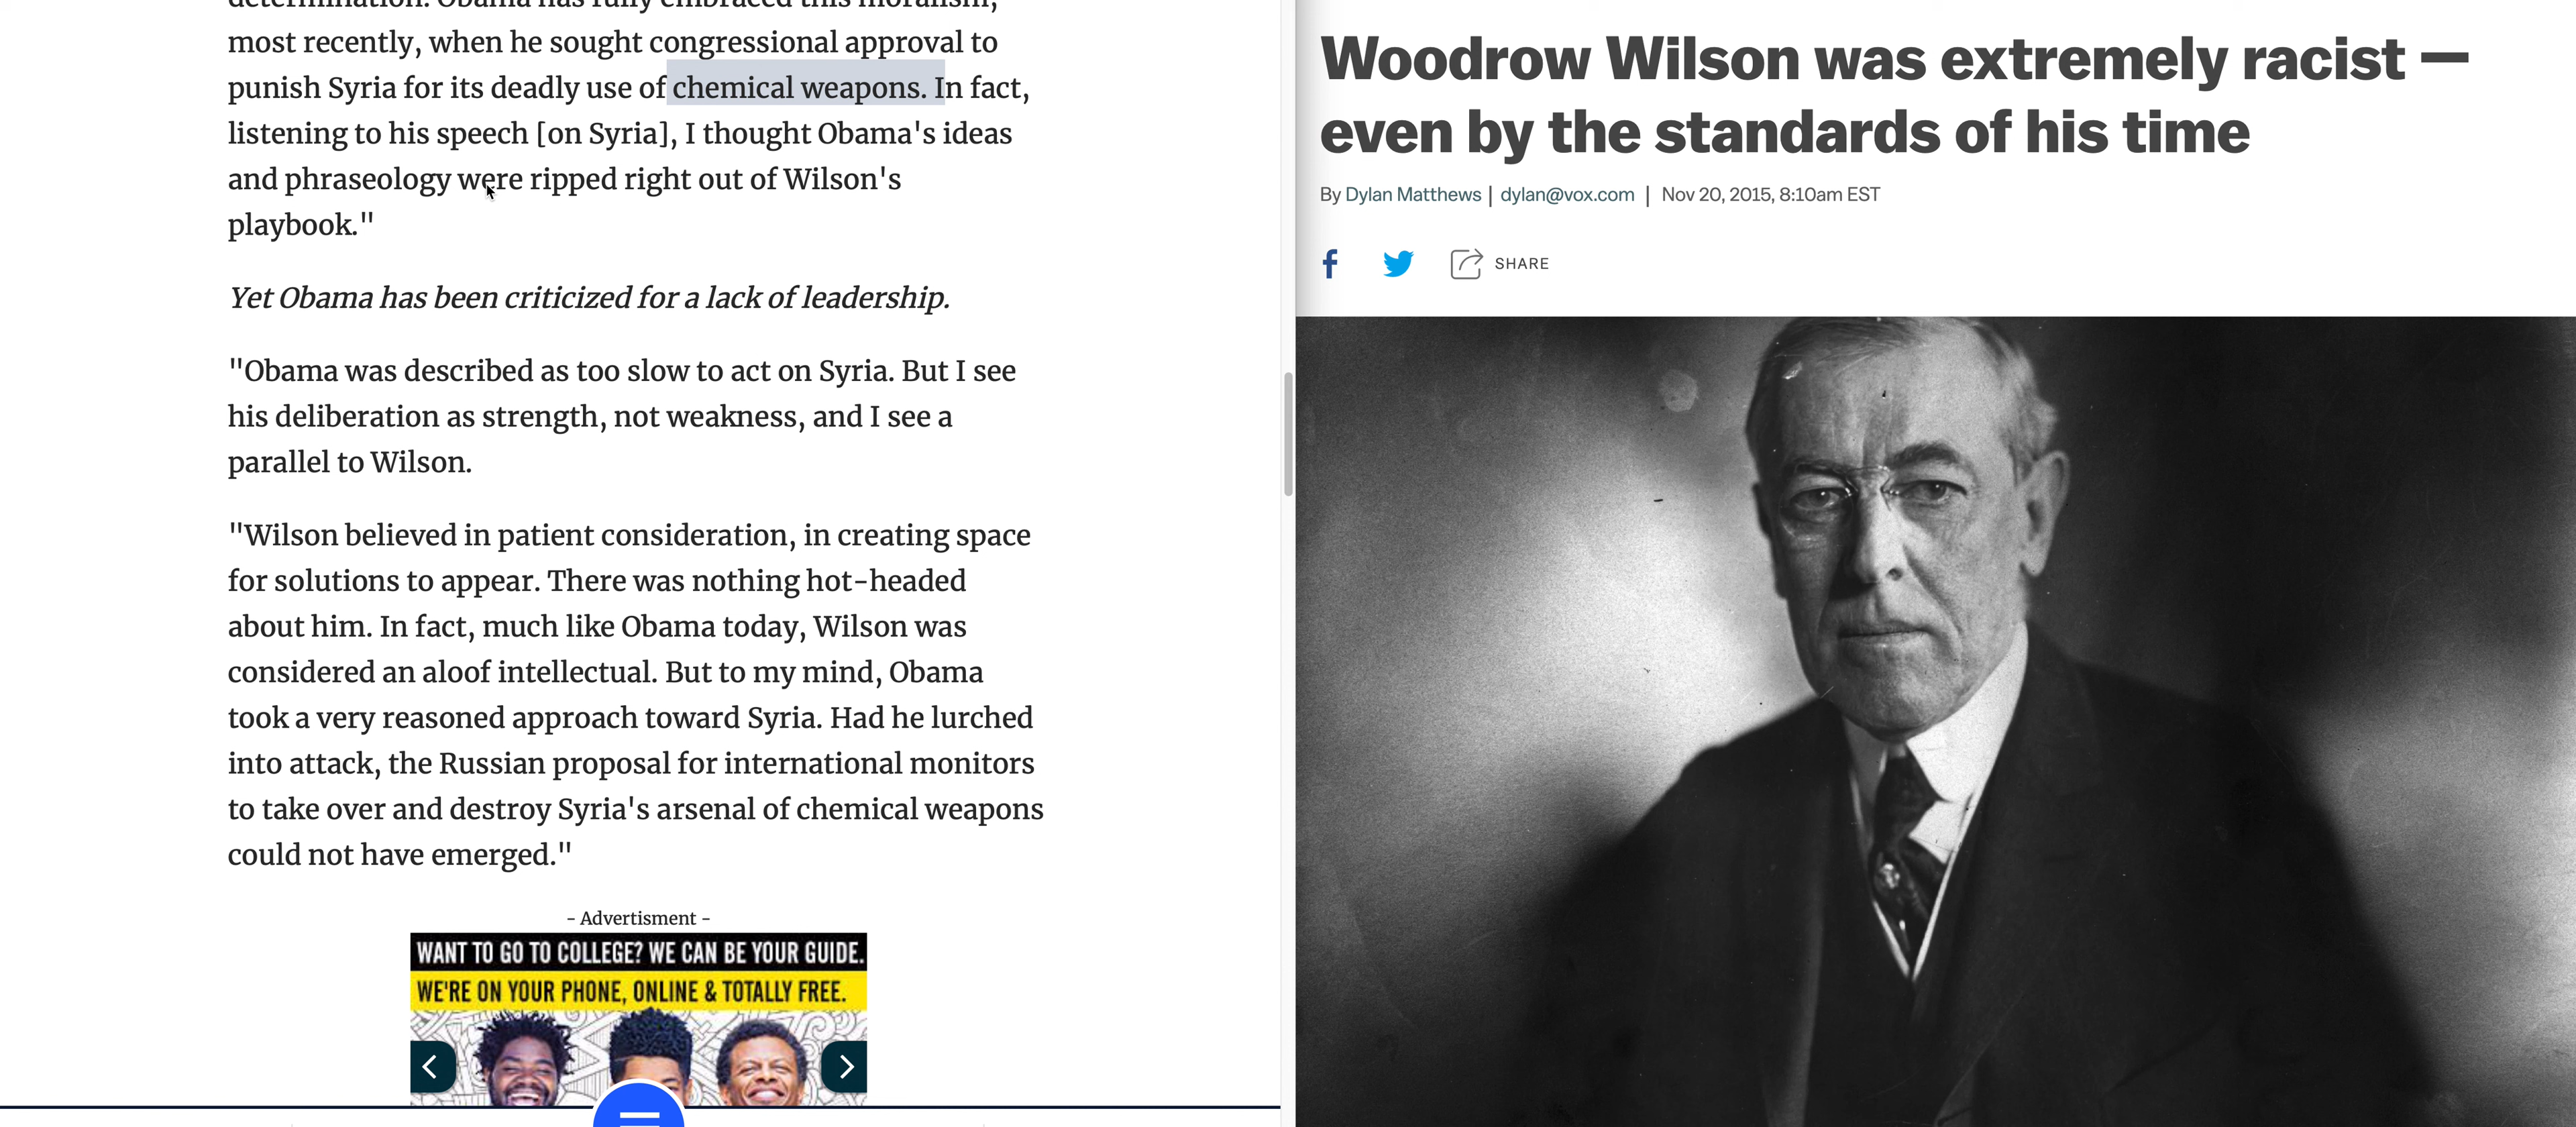 determination. Obama has fully embraced this moralism,
most recently, when he sought congressional approval to
punish Syria for its deadly use of chemical weapons. In fact,
listening to his speech [on Syria], I thought Obama's ideas
and phraseology were ripped right out of Wilson's
playbook."
Yet Obama has been criticized for a lack of leadership.
"Obama was described as too slow to act on Syria. But I see
his deliberation as strength, not weakness, and I see a
parallel to Wilson.
"Wilson believed in patient consideration, in creating space
for solutions to appear. There was nothing hot-headed
about him. In fact, much like Obama today, Wilson was
considered an aloof intellectual. But to my mind, Obama
took a very reasoned approach toward Syria. Had he lurched
into attack, the Russian proposal for international monitors
to take over and destroy Syria's arsenal of chemical weapons
could not have emerged."
- Advertisment -
WANT TO GO TO COLLEGE? WE CAN BE YOUR GUIDE.
WE'RE ON YOUR PHONE, ONLINE & TOTALLY FREE.
Woodrow Wilson was extremely racist —
even by the standards of his time
By Dylan Matthews | dylan@vox.com | Nov 20, 2015, 8:10am EST
SHARE